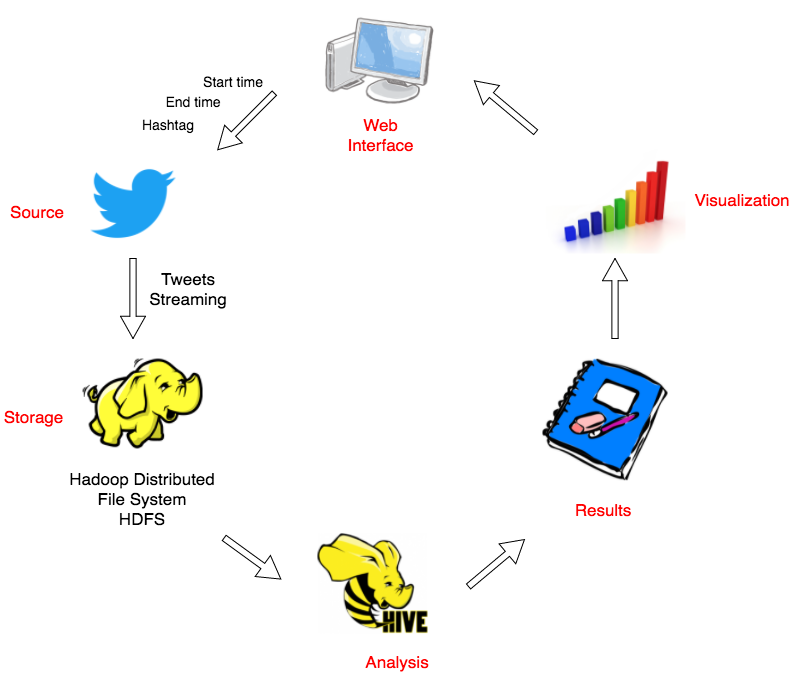 Start time
End time
Hashtag
Web
Interface
Source
Visualization
Tweets
Streaming
Storage
Hadoop Distributed
File System
HDFS
Results
HIVE
Analysis